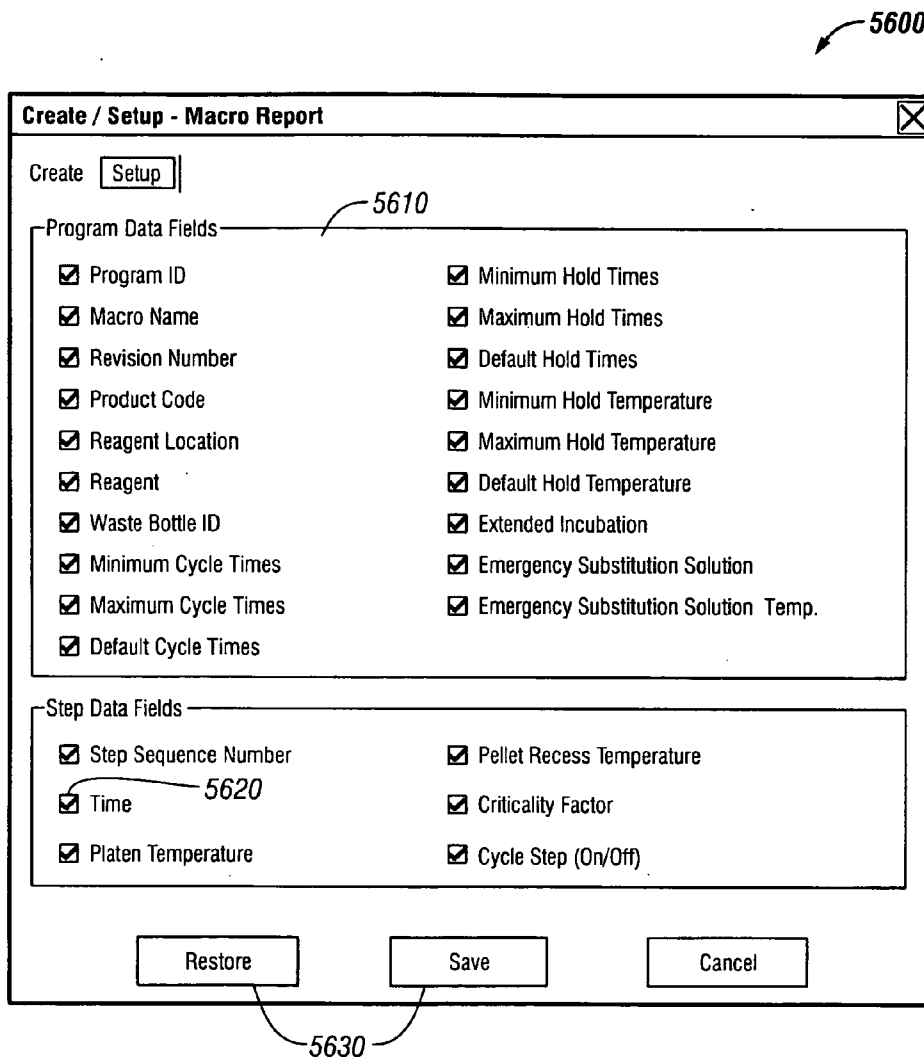 5600
Create / Setup - Macro Report
Create Setup
5610
Program Data Fields
Program ID
Macro Name
Revision Number
Product Code
Reagent Location
Reagent
Waste Bottle ID
Minimum Cycle Times
Maximum Cycle Times
Default Cycle Times
Minimum Hold Times
Maximum Hold Times
Default Hold Times
Minimum Hold Temperature
Maximum Hold Temperature
Default Hold Temperature
Extended Incubation
Emergency Substitution Solution
Emergency Substitution Solution Temp.
Step Data Fields
Step Sequence Number
5620
Time
Platen Temperature
Pellet Recess Temperature
Criticality Factor
Cycle Step (On/Off)
Restore Save Cancel
5630